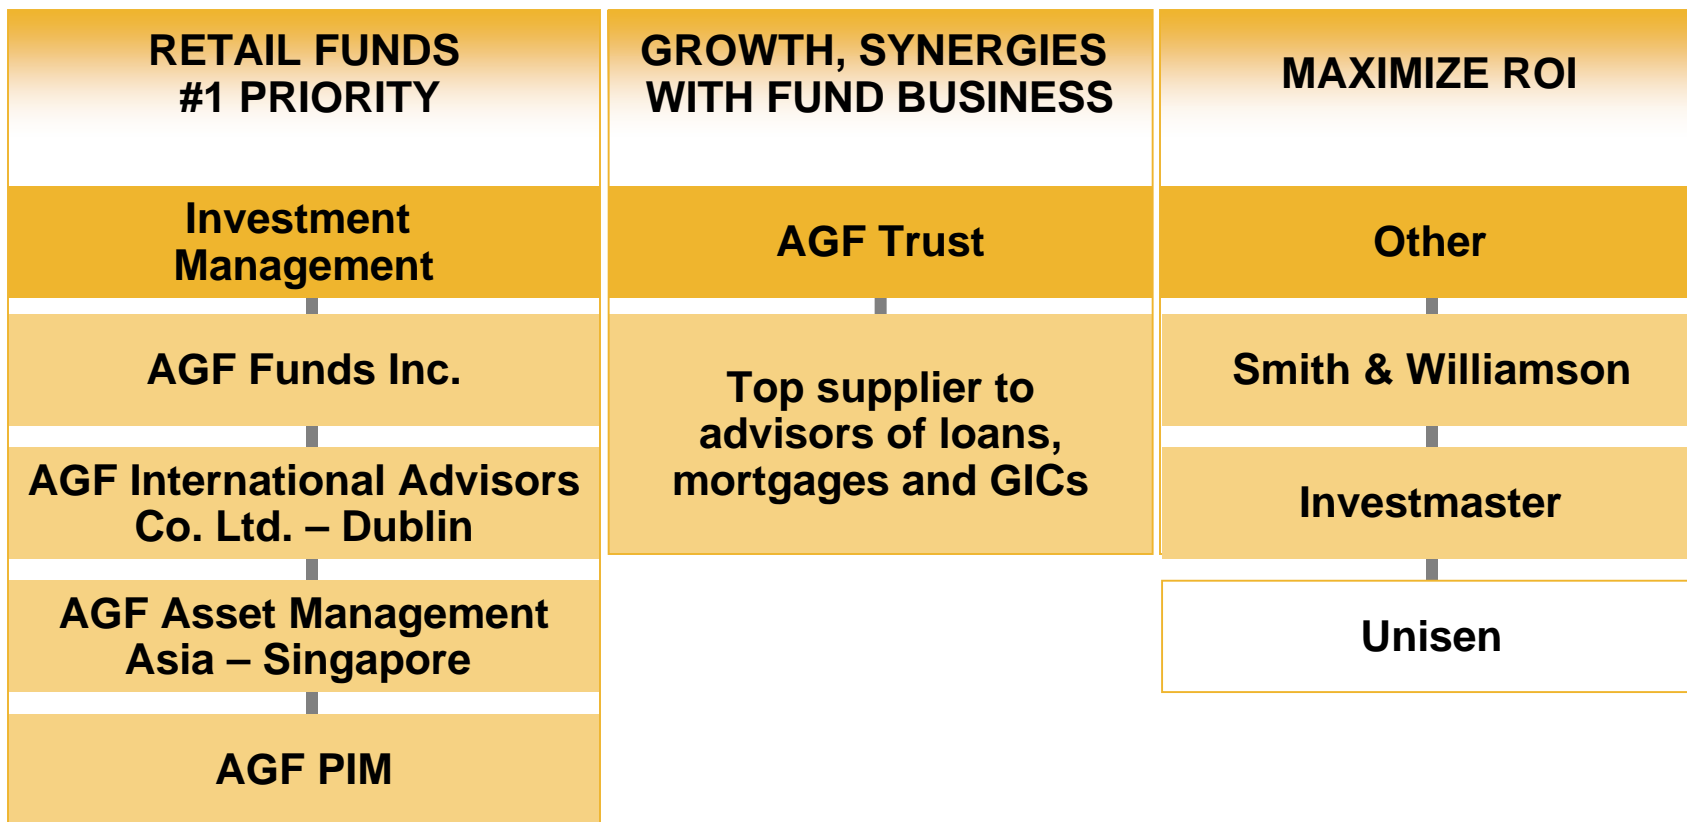 RETAIL FUNDS
#1 PRIORITY
Investment
Management
AGF Funds Inc.
AGF International Advisors
Co. Ltd. – Dublin
AGF Asset Management
Asia – Singapore
AGF PIM
GROWTH, SYNERGIES
WITH FUND BUSINESS
AGF Trust
Top supplier to
advisors of loans,
mortgages and GICs
MAXIMIZE ROI
Other
Smith & Williamson
Investmaster
Unisen